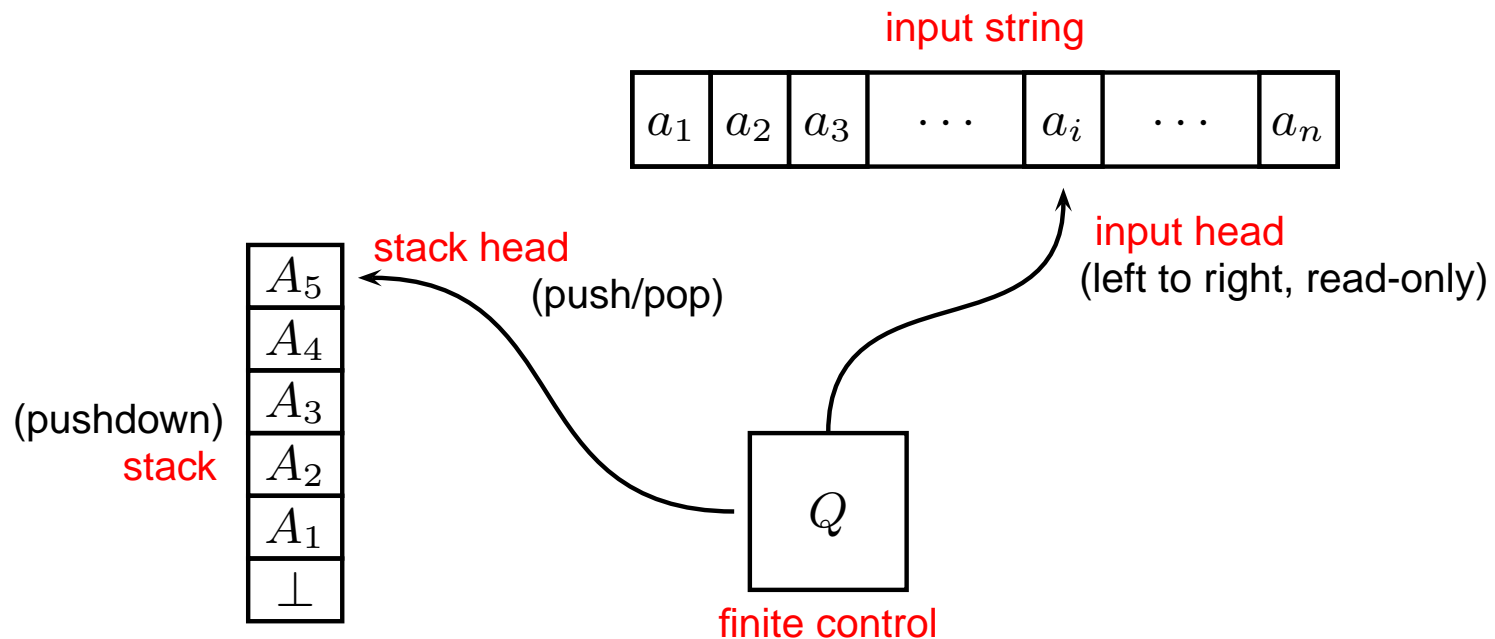 input string
a₁ a₂ a₃ ··· aᵢ ··· aₙ
stack head
(push/pop)
input head
(left to right, read-only)
A₅
A₄
A₃
A₂
A₁
⊥
(pushdown)
stack
Q
finite control